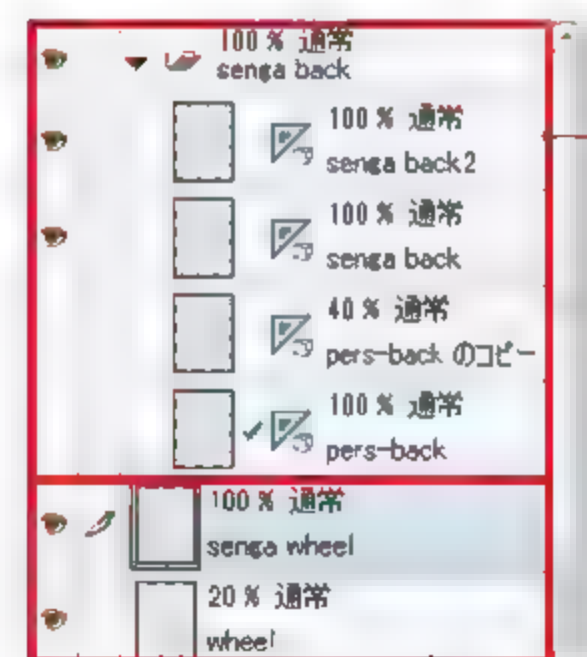 100 % 通常
senga back
100 % 通常
senga back2
100 % 通常
senga back
40 % 通常
pers-back のコピー
100 % 通常
pers-back
100 % 通常
senga wheel
20 % 通常
wheel